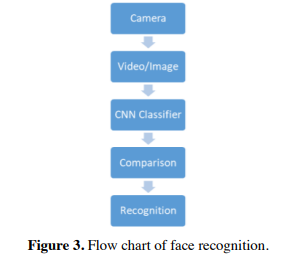 Camera
Video/Image
CNN Classifier
Comparison
Recognition
Figure 3. Flow chart of face recognition.